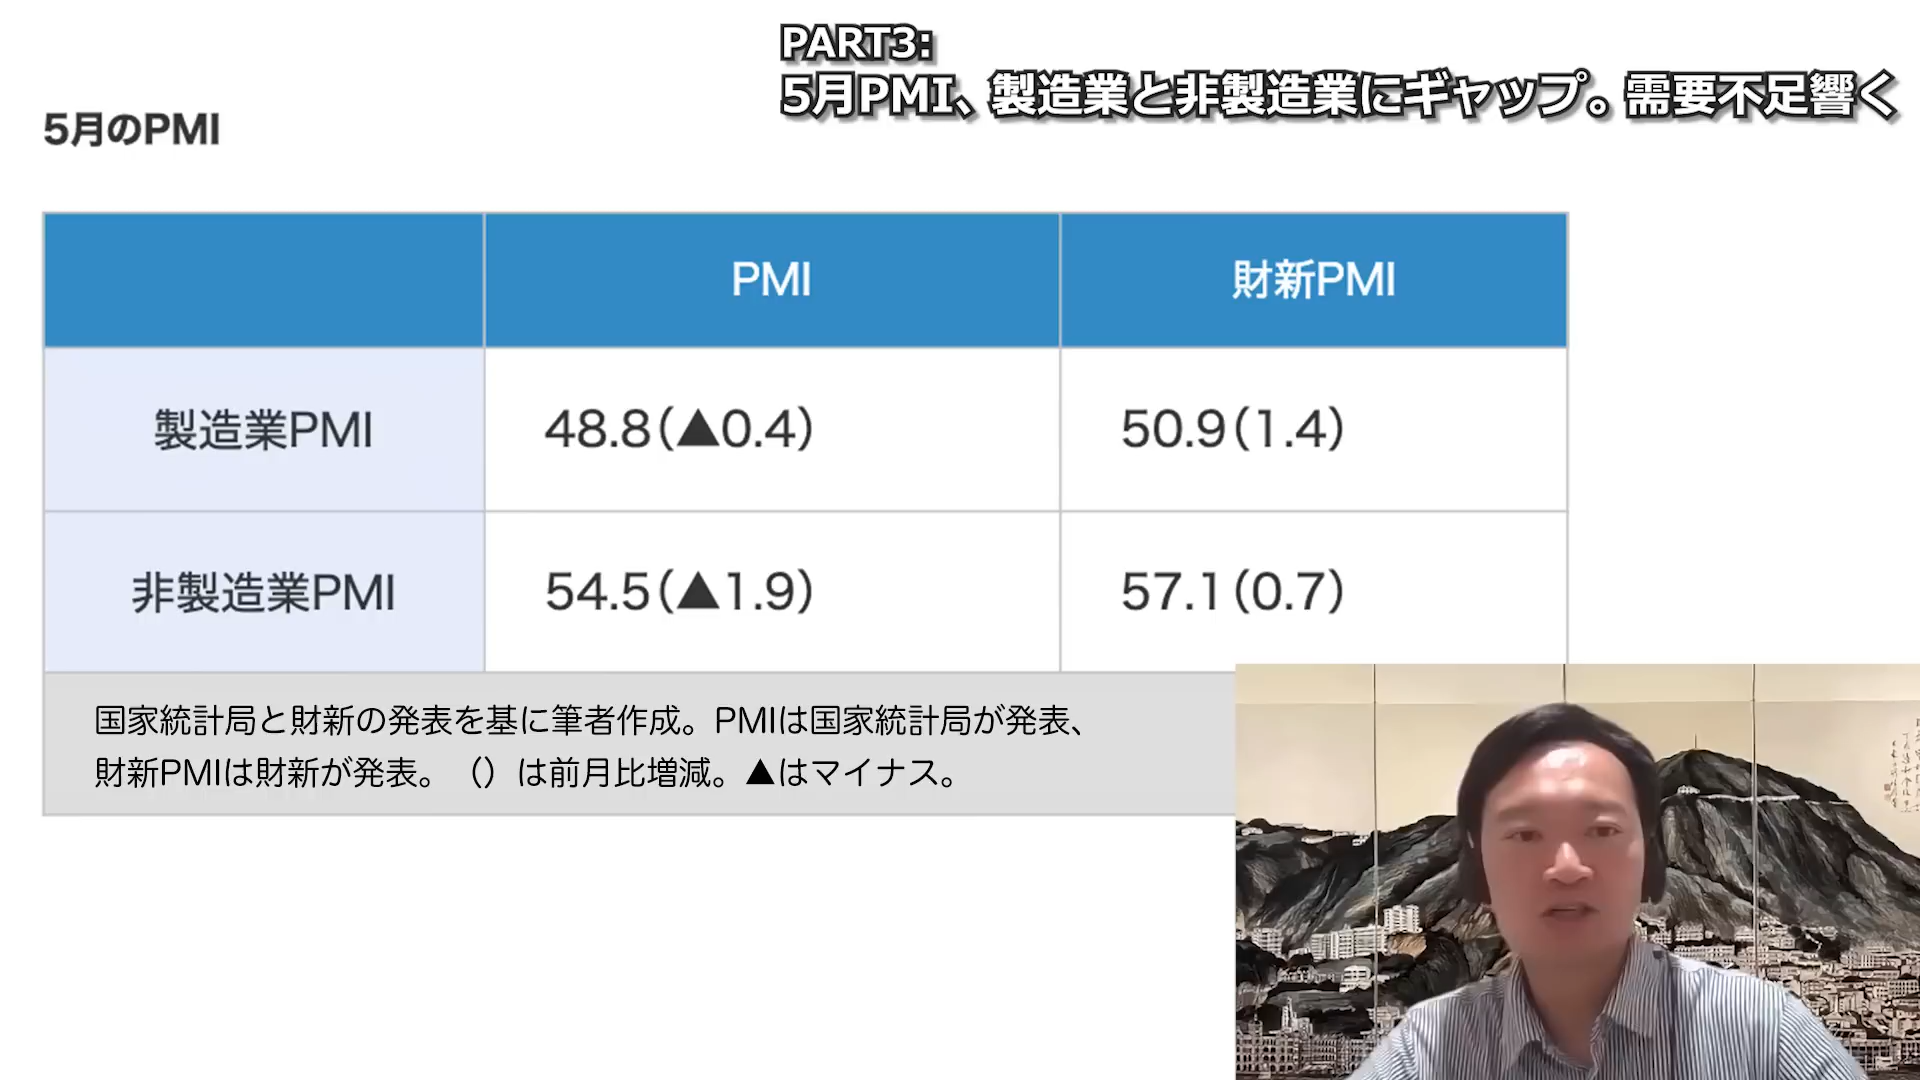 PART3:
5月PMI、製造業と非製造業にギャップ。需要不足響く
5月のPMI
PMI
財新PMI
製造業PMI
48.8(▲0.4)
50.9(1.4)
非製造業PMI
54.5(▲1.9)
57.1(0.7)
国家統計局と財新の発表を基に筆者作成。PMIは国家統計局が発表、
財新PMIは財新が発表。（）は前月比増減。▲はマイナス。